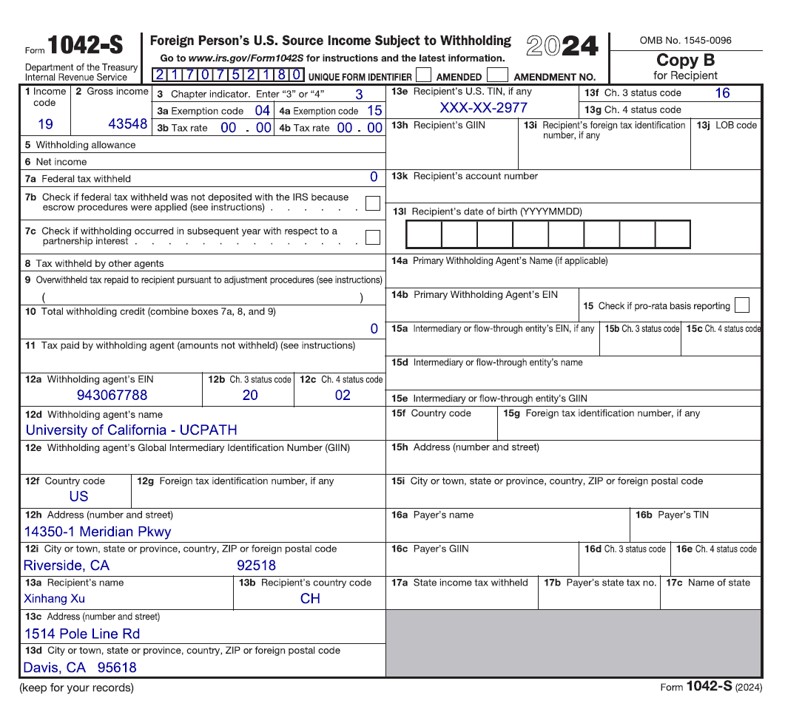 Form 1042-S
Department of the Treasury
Internal Revenue Service
Foreign Person's U.S. Source Income Subject to Withholding
Go to www.irs.gov/Form1042S for instructions and the latest information.
2024
OMB No. 1545-0096
Copy B
for Recipient
2170752180 UNIQUE FORM IDENTIFIER AMENDED AMENDMENT NO.
1 Income code
19
2 Gross income
43548
3 Chapter indicator. Enter "3" or "4" 3
3a Exemption code 04 4a Exemption code 15
3b Tax rate 00 . 00 4b Tax rate 00 . 00
5 Withholding allowance
6 Net income
7a Federal tax withheld 0
7b Check if federal tax withheld was not deposited with the IRS because
escrow procedures were applied (see instructions) . . . . . .
7c Check if withholding occurred in subsequent year with respect to a
partnership interest . . . . . . . . . . . . .
8 Tax withheld by other agents
9 Overwithheld tax repaid to recipient pursuant to adjustment procedures (see instructions)
( )
10 Total withholding credit (combine boxes 7a, 8, and 9)
0
11 Tax paid by withholding agent (amounts not withheld) (see instructions)
12a Withholding agent's EIN 12b Ch. 3 status code 12c Ch. 4 status code
943067788 20 02
12d Withholding agent's name
University of California - UCPATH
12e Withholding agent's Global Intermediary Identification Number (GIIN)
12f Country code 12g Foreign tax identification number, if any
US
12h Address (number and street)
14350-1 Meridian Pkwy
12i City or town, state or province, country, ZIP or foreign postal code
Riverside, CA 92518
13a Recipient's name 13b Recipient's country code
Xinhang Xu CH
13c Address (number and street)
1514 Pole Line Rd
13d City or town, state or province, country, ZIP or foreign postal code
Davis, CA 95618
13e Recipient's U.S. TIN, if any
XXX-XX-2977
13f Ch. 3 status code 16
13g Ch. 4 status code
13h Recipient's GIIN
13i Recipient's foreign tax identification
number, if any
13j LOB code
13k Recipient's account number
13l Recipient's date of birth (YYYYMMDD)
14a Primary Withholding Agent's Name (if applicable)
14b Primary Withholding Agent's EIN
15 Check if pro-rata basis reporting
15a Intermediary or flow-through entity's EIN, if any 15b Ch. 3 status code 15c Ch. 4 status code
15d Intermediary or flow-through entity's name
15e Intermediary or flow-through entity's GIIN
15f Country code 15g Foreign tax identification number, if any
15h Address (number and street)
15i City or town, state or province, country, ZIP or foreign postal code
16a Payer's name 16b Payer's TIN
16c Payer's GIIN 16d Ch. 3 status code 16e Ch. 4 status code
17a State income tax withheld 17b Payer's state tax no. 17c Name of state
(keep for your records)
Form 1042-S (2024)